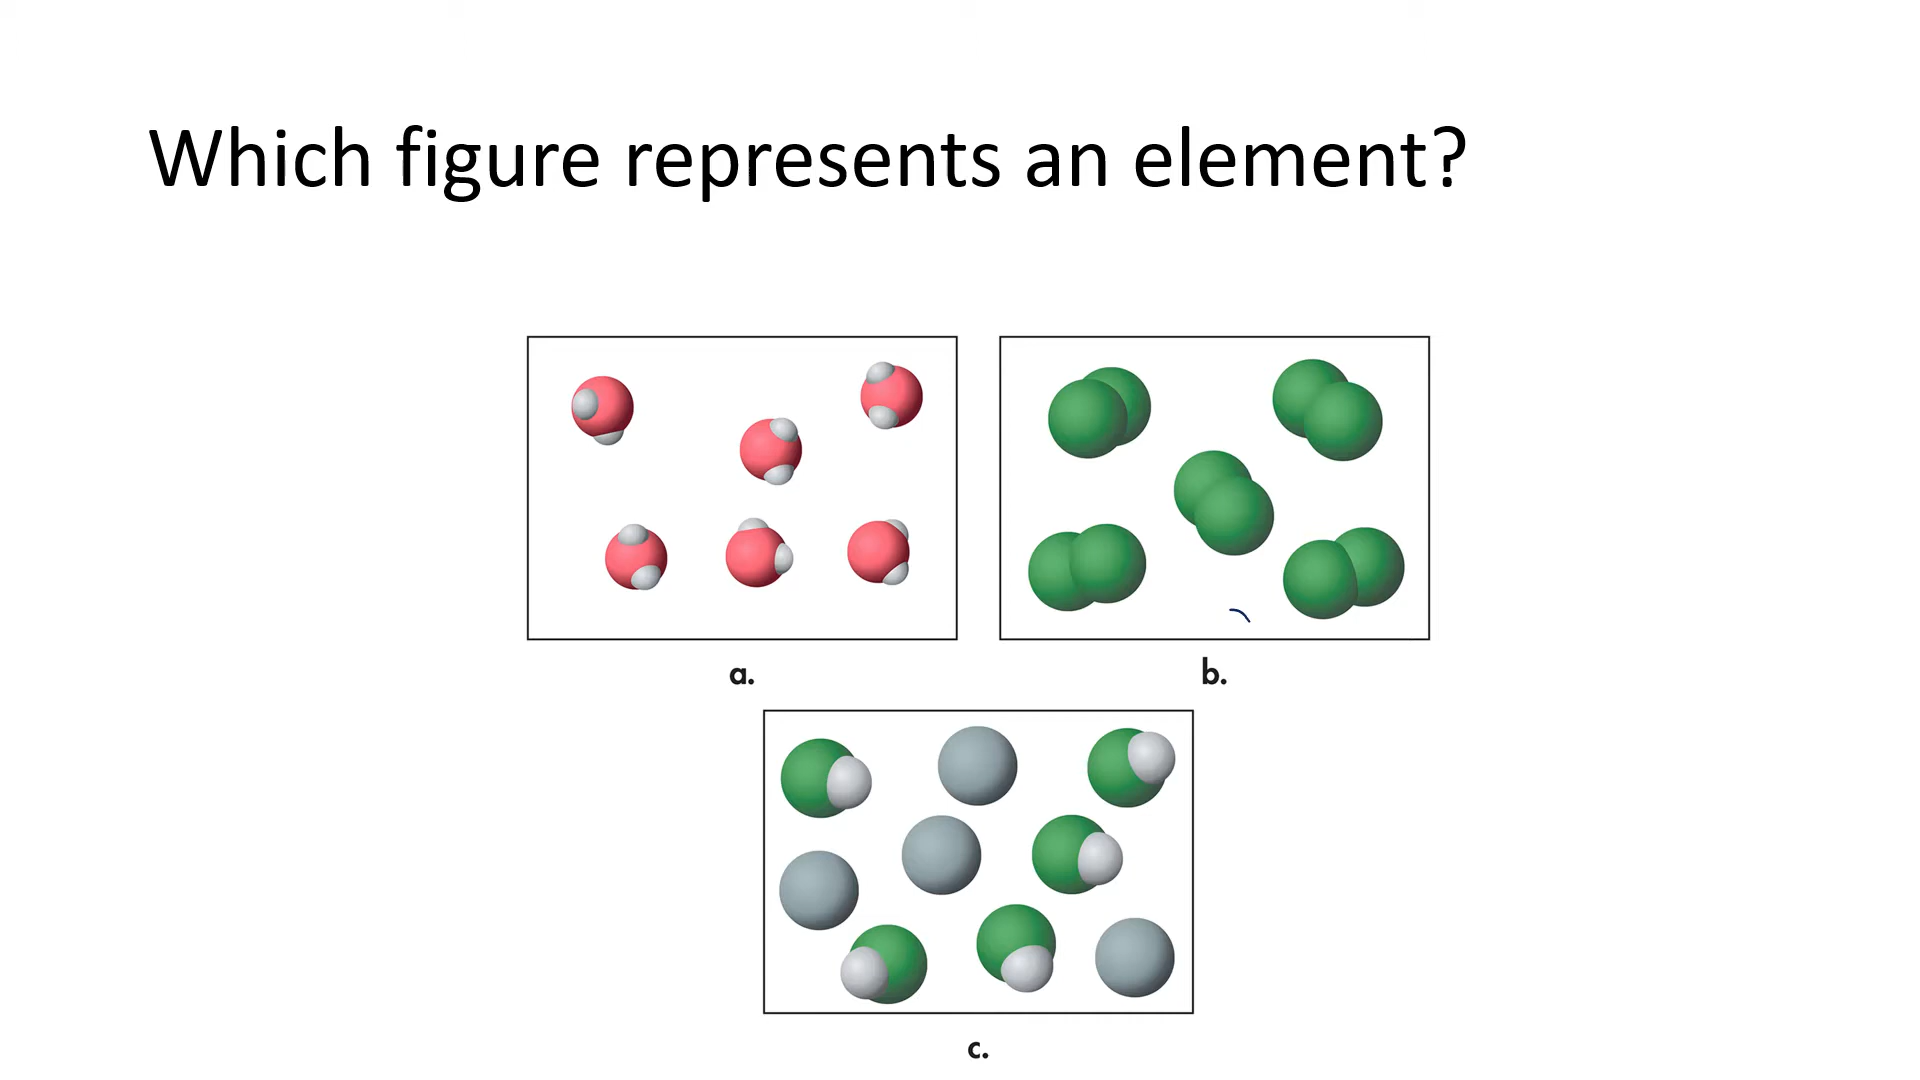 Which figure represents an element?
a.
b.
c.